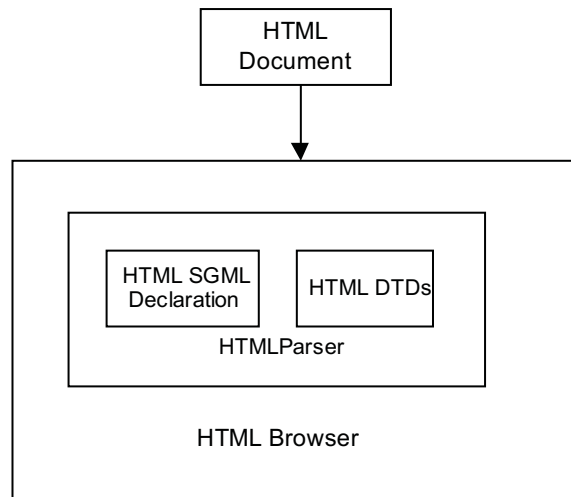 HTML
Document
HTML SGML
Declaration
HTML DTDs
HTMLParser
HTML Browser